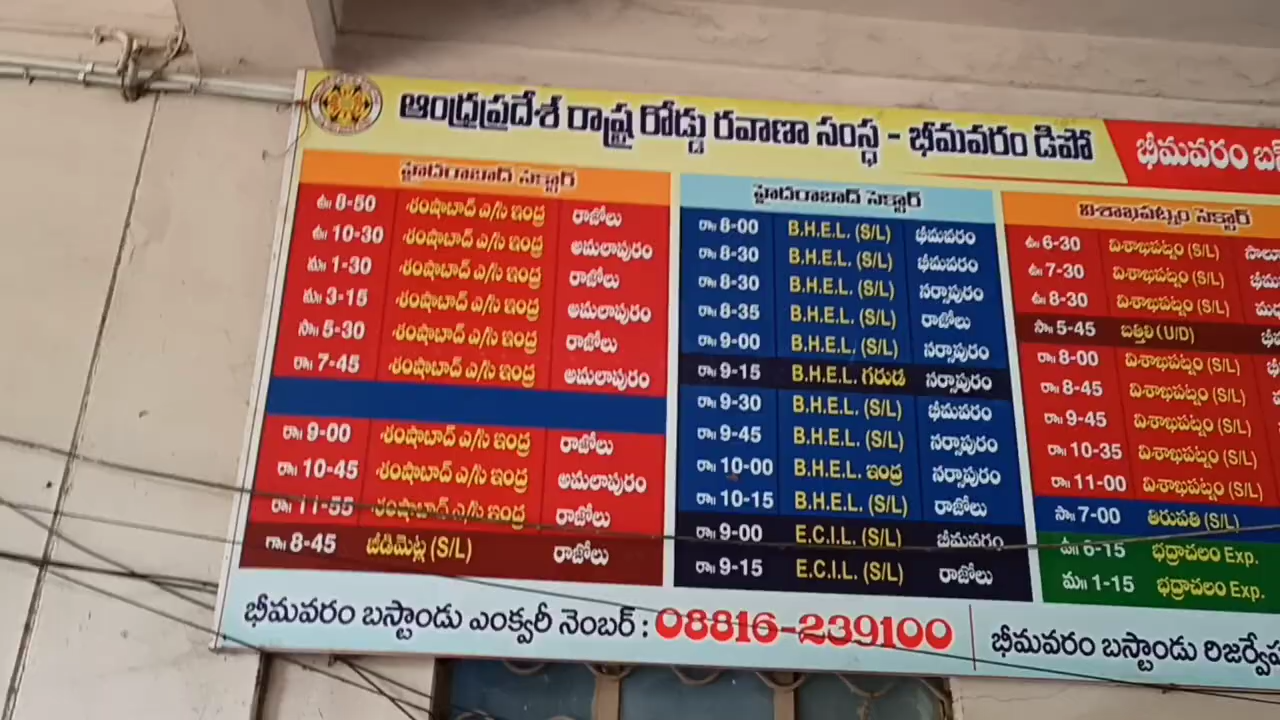 ఆంధ్రప్రదేశ్ రాష్ట్ర రోడ్డు రవాణా సంస్థ - భీమవరం డిపో
భీమవరం
హైదరాబాద్ సెక్టార్
ఉ॥ 8-50 శంషాబాద్ ఎ/సి ఇంద్ర రాజోలు
ఉ॥ 10-30 శంషాబాద్ ఎ/సి ఇంద్ర అమలాపురం
మ॥ 1-30 శంషాబాద్ ఎ/సి ఇంద్ర రాజోలు
మ॥ 3-15 శంషాబాద్ ఎ/సి ఇంద్ర అమలాపురం
సా॥ 5-30 శంషాబాద్ ఎ/సి ఇంద్ర రాజోలు
రా॥ 7-45 శంషాబాద్ ఎ/సి ఇంద్ర అమలాపురం
రా॥ 9-00 శంషాబాద్ ఎ/సి ఇంద్ర రాజోలు
రా॥ 10-45 శంషాబాద్ ఎ/సి ఇంద్ర అమలాపురం
రా॥ 11-55 శంషాబాద్ ఎ/సి ఇంద్ర రాజోలు
రా॥ 8-45 జీడిమెట్ల (S/L) రాజోలు
హైదరాబాద్ సెక్టార్
రా॥ 8-00 B.H.E.L. (S/L) భీమవరం
రా॥ 8-30 B.H.E.L. (S/L) భీమవరం
రా॥ 8-30 B.H.E.L. (S/L) నర్సాపురం
రా॥ 8-35 B.H.E.L. (S/L) రాజోలు
రా॥ 9-00 B.H.E.L. (S/L) నర్సాపురం
రా॥ 9-15 B.H.E.L. గరుడ నర్సాపురం
రా॥ 9-30 B.H.E.L. (S/L) భీమవరం
రా॥ 9-45 B.H.E.L. (S/L) నర్సాపురం
రా॥ 10-00 B.H.E.L. ఇంద్ర నర్సాపురం
రా॥ 10-15 B.H.E.L. (S/L) రాజోలు
రా॥ 9-00 E.C.I.L. (S/L) భీమవరం
రా॥ 9-15 E.C.I.L. (S/L) రాజోలు
విశాఖపట్నం సెక్టార్
ఉ॥ 6-30 విశాఖపట్నం (S/L)
ఉ॥ 7-30 విశాఖపట్నం (S/L)
ఉ॥ 8-30 విశాఖపట్నం (S/L)
సా॥ 5-45 బత్తిలి (U/D)
రా॥ 8-00 విశాఖపట్నం (S/L)
రా॥ 8-45 విశాఖపట్నం (S/L)
రా॥ 9-45 విశాఖపట్నం (S/L)
రా॥ 10-35 విశాఖపట్నం (S/L)
రా॥ 11-00 విశాఖపట్నం (S/L)
సా॥ 7-00 తిరుపతి (S/L)
ఉ॥ 6-15 భద్రాచలం Exp.
మ॥ 1-15 భద్రాచలం Exp.
భీమవరం బస్టాండు ఎంక్వరీ నెంబర్ : 08816-239100
భీమవరం బస్టాండు